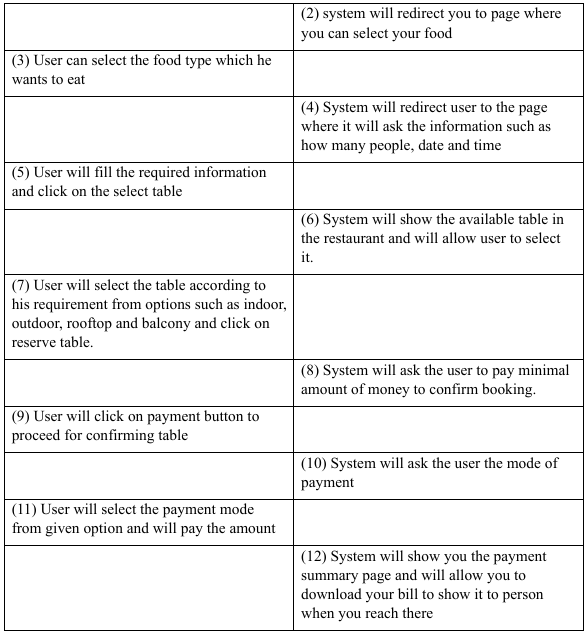 (2) system will redirect you to page where
you can select your food
(3) User can select the food type which he
wants to eat
(4) System will redirect user to the page
where it will ask the information such as
how many people, date and time
(5) User will fill the required information
and click on the select table
(6) System will show the available table in
the restaurant and will allow user to select
it.
(7) User will select the table according to
his requirement from options such as indoor,
outdoor, rooftop and balcony and click on
reserve table.
(8) System will ask the user to pay minimal
amount of money to confirm booking.
(9) User will click on payment button to
proceed for confirming table
(10) System will ask the user the mode of
payment
(11) User will select the payment mode
from given option and will pay the amount
(12) System will show you the payment
summary page and will allow you to
download your bill to show it to person
when you reach there